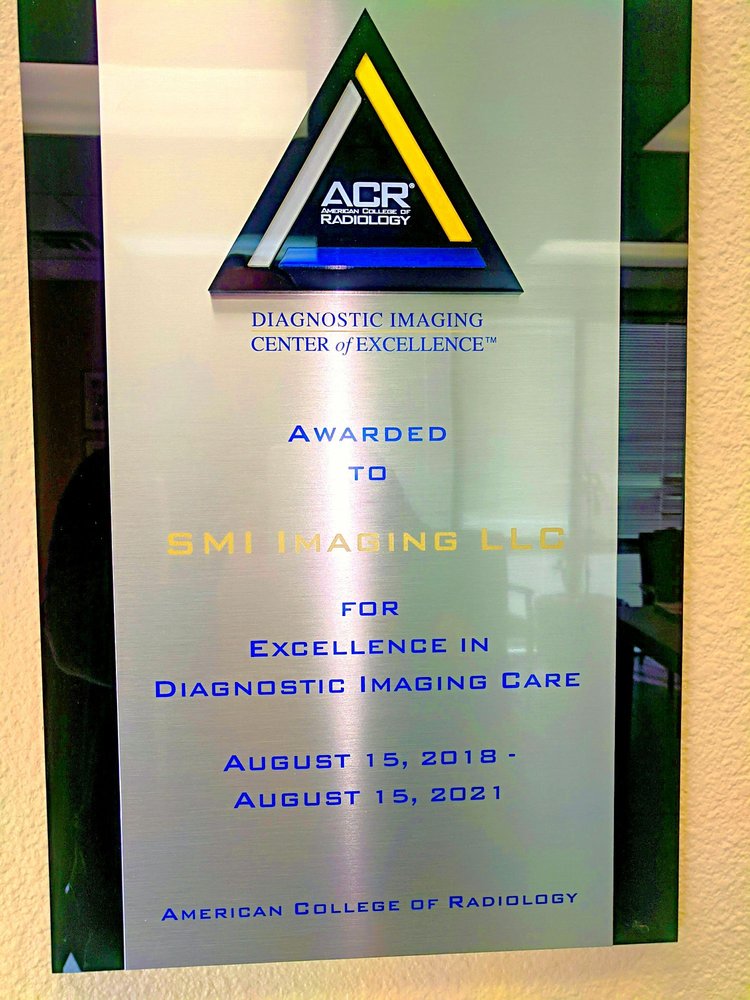 ACR®
American College of
Radiology
DIAGNOSTIC IMAGING
CENTER of EXCELLENCE™
Awarded
to
SMI Imaging LLC
for
Excellence in
Diagnostic Imaging Care
August 15, 2018 -
August 15, 2021
American College of Radiology